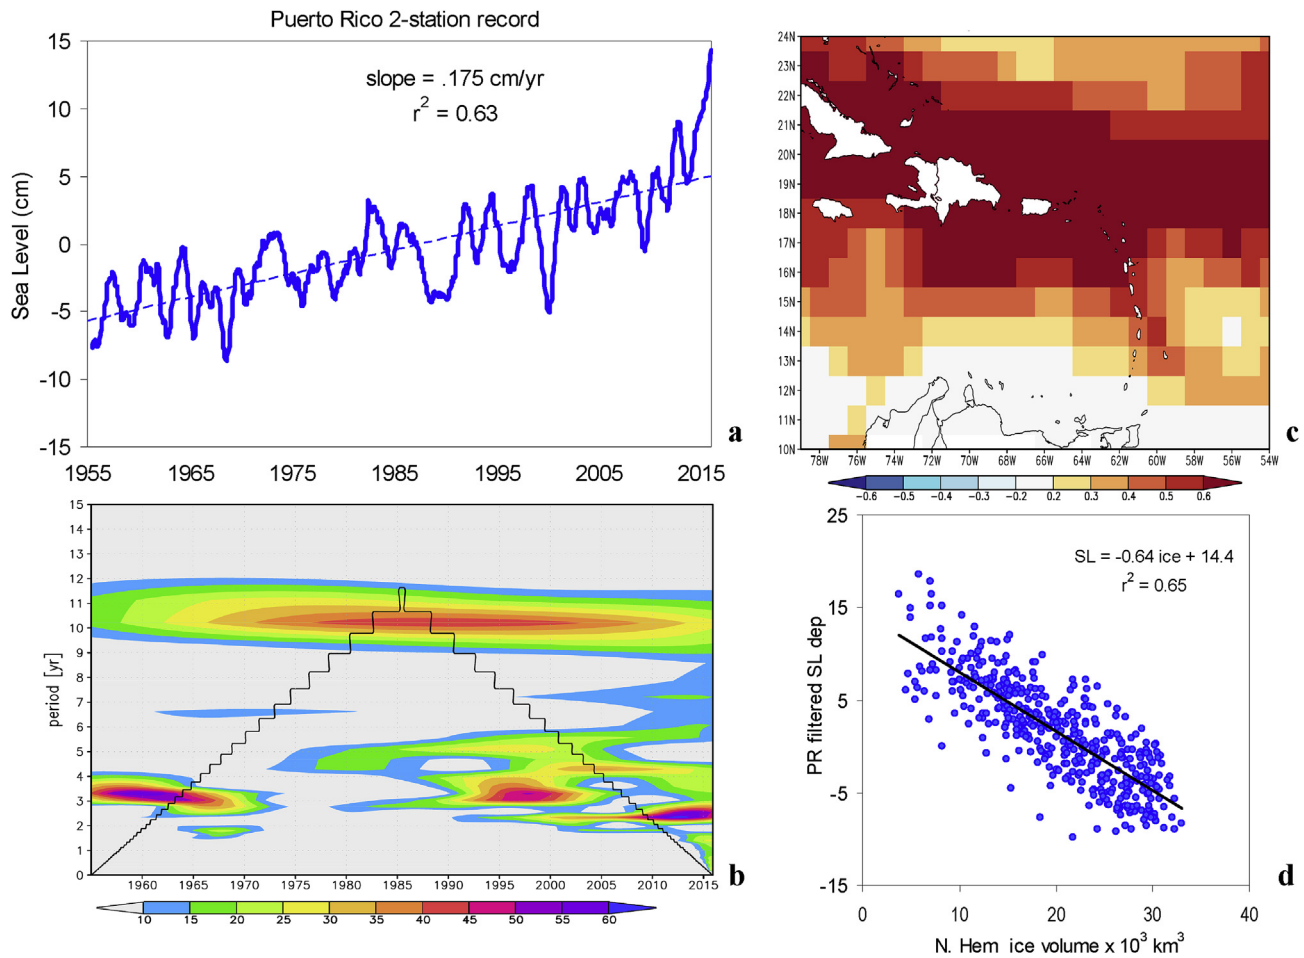 Puerto Rico 2-station record
15
10
5
0
-5
-10
-15
Sea Level (cm)
slope = .175 cm/yr
r² = 0.63
1955 1965 1975 1985 1995 2005 2015
a
15
14
13
12
11
10
9
8
7
6
5
4
3
2
1
0
period [yr]
1960 1965 1970 1975 1980 1985 1990 1995 2000 2005 2010 2015
10 15 20 25 30 35 40 45 50 55 60
b
24N
23N
22N
21N
20N
19N
18N
17N
16N
15N
14N
13N
12N
11N
10N
78W 76W 74W 72W 70W 68W 66W 64W 62W 60W 58W 56W 54W
-0.6 -0.5 -0.4 -0.3 -0.2 0.2 0.3 0.4 0.5 0.6
c
25
15
5
-5
-15
PR filtered SL dep
SL = -0.64 ice + 14.4
r² = 0.65
0 10 20 30 40
N. Hem ice volume x 10³ km³
d